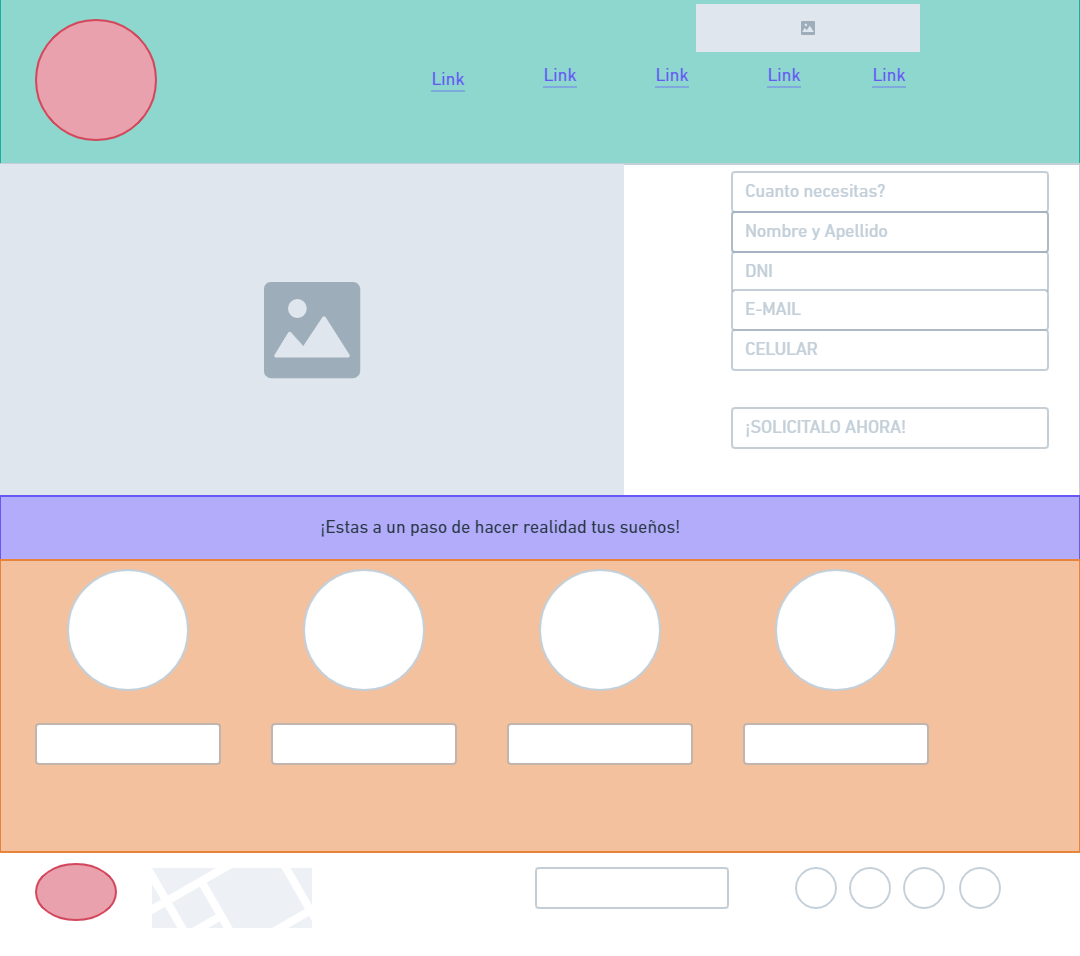 Link
Link
Link
Link
Link
Cuanto necesitas?
Nombre y Apellido
DNI
E-MAIL
CELULAR
¡SOLICITALO AHORA!
¡Estas a un paso de hacer realidad tus sueños!